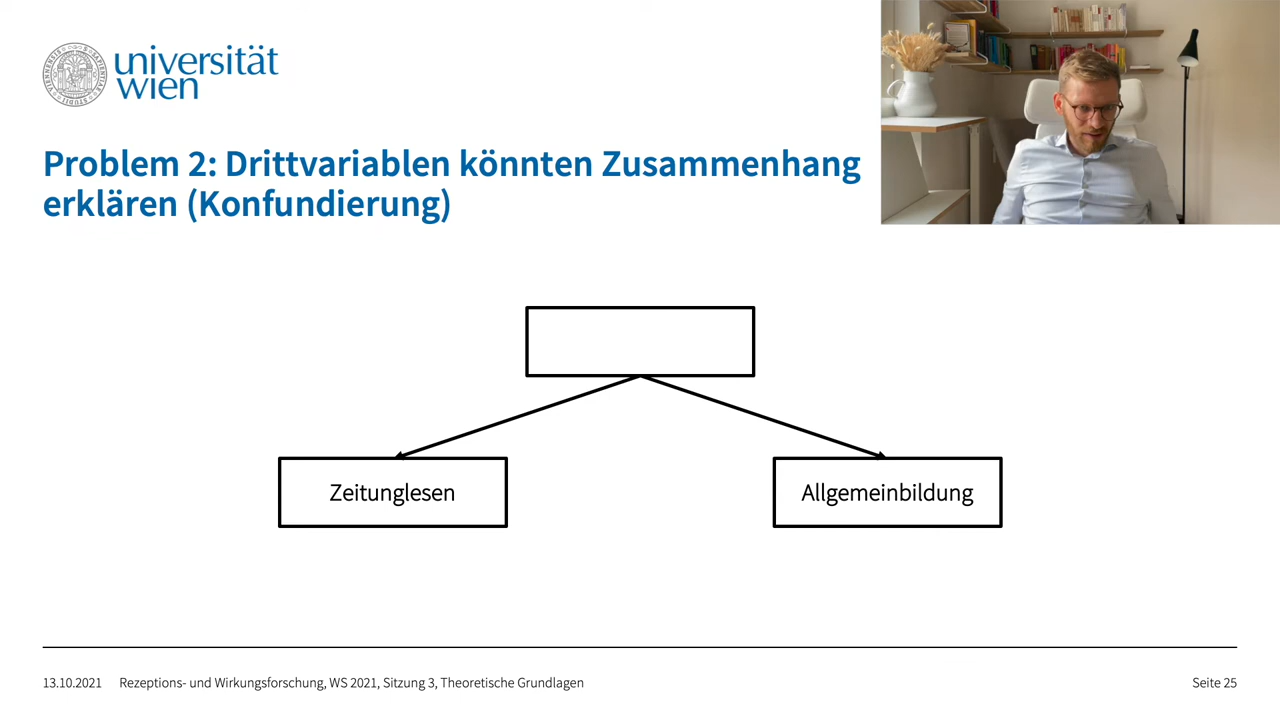 universität
wien
Problem 2: Drittvariablen könnten Zusammenhang
erklären (Konfundierung)
Zeitunglesen
Allgemeinbildung
13.10.2021 Rezeptions- und Wirkungsforschung, WS 2021, Sitzung 3, Theoretische Grundlagen
Seite 25